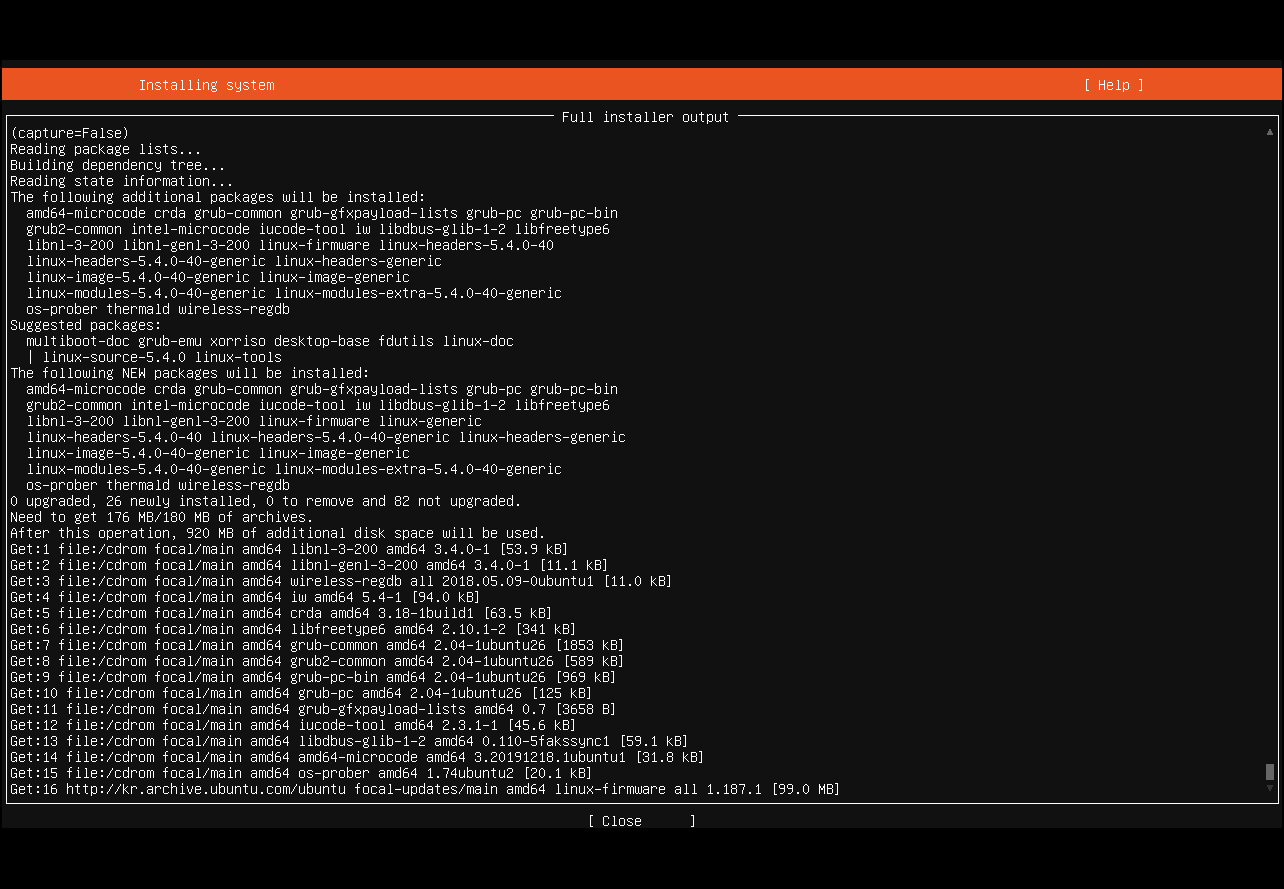 Installing system [ Help ]
Full installer output
(capture=False)
Reading package lists...
Building dependency tree...
Reading state information...
The following additional packages will be installed:
  amd64-microcode crda grub-common grub-gfxpayload-lists grub-pc grub-pc-bin
  grub2-common intel-microcode iucode-tool iw libdbus-glib-1-2 libfreetype6
  libnl-3-200 libnl-genl-3-200 linux-firmware linux-headers-5.4.0-40
  linux-headers-5.4.0-40-generic linux-headers-generic
  linux-image-5.4.0-40-generic linux-image-generic
  linux-modules-5.4.0-40-generic linux-modules-extra-5.4.0-40-generic
  os-prober thermald wireless-regdb
Suggested packages:
  multiboot-doc grub-emu xorriso desktop-base fdutils linux-doc
  | linux-source-5.4.0 linux-tools
The following NEW packages will be installed:
  amd64-microcode crda grub-common grub-gfxpayload-lists grub-pc grub-pc-bin
  grub2-common intel-microcode iucode-tool iw libdbus-glib-1-2 libfreetype6
  libnl-3-200 libnl-genl-3-200 linux-firmware linux-generic
  linux-headers-5.4.0-40 linux-headers-5.4.0-40-generic linux-headers-generic
  linux-image-5.4.0-40-generic linux-image-generic
  linux-modules-5.4.0-40-generic linux-modules-extra-5.4.0-40-generic
  os-prober thermald wireless-regdb
0 upgraded, 26 newly installed, 0 to remove and 82 not upgraded.
Need to get 176 MB/180 MB of archives.
After this operation, 920 MB of additional disk space will be used.
Get:1 file:/cdrom focal/main amd64 libnl-3-200 amd64 3.4.0-1 [53.9 kB]
Get:2 file:/cdrom focal/main amd64 libnl-genl-3-200 amd64 3.4.0-1 [11.1 kB]
Get:3 file:/cdrom focal/main amd64 wireless-regdb all 2018.05.09-0ubuntu1 [11.0 kB]
Get:4 file:/cdrom focal/main amd64 iw amd64 5.4-1 [94.0 kB]
Get:5 file:/cdrom focal/main amd64 crda amd64 3.18-1build1 [63.5 kB]
Get:6 file:/cdrom focal/main amd64 libfreetype6 amd64 2.10.1-2 [341 kB]
Get:7 file:/cdrom focal/main amd64 grub-common amd64 2.04-1ubuntu26 [1853 kB]
Get:8 file:/cdrom focal/main amd64 grub2-common amd64 2.04-1ubuntu26 [589 kB]
Get:9 file:/cdrom focal/main amd64 grub-pc-bin amd64 2.04-1ubuntu26 [969 kB]
Get:10 file:/cdrom focal/main amd64 grub-pc amd64 2.04-1ubuntu26 [125 kB]
Get:11 file:/cdrom focal/main amd64 grub-gfxpayload-lists amd64 0.7 [3658 B]
Get:12 file:/cdrom focal/main amd64 iucode-tool amd64 2.3.1-1 [45.6 kB]
Get:13 file:/cdrom focal/main amd64 libdbus-glib-1-2 amd64 0.110-5fakssync1 [59.1 kB]
Get:14 file:/cdrom focal/main amd64 amd64-microcode amd64 3.20191218.1ubuntu1 [31.8 kB]
Get:15 file:/cdrom focal/main amd64 os-prober amd64 1.74ubuntu2 [20.1 kB]
Get:16 http://kr.archive.ubuntu.com/ubuntu focal-updates/main amd64 linux-firmware all 1.187.1 [99.0 MB]
[ Close ]